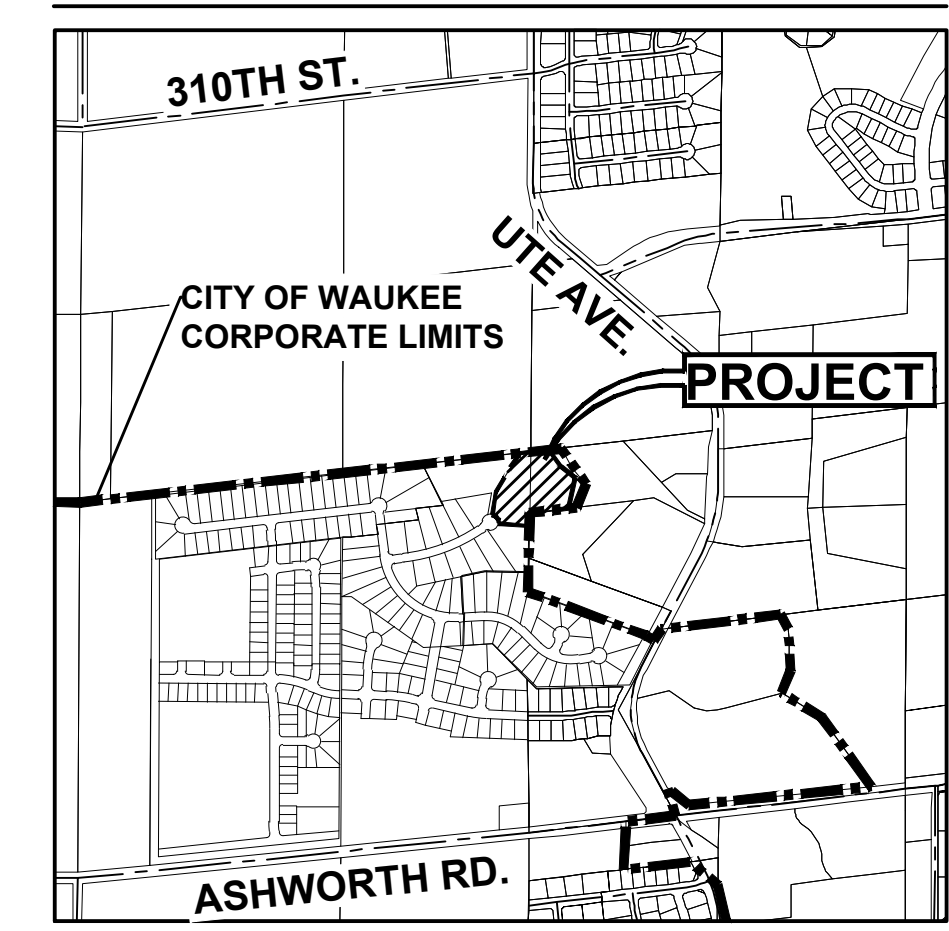 310TH ST.
UTE AVE.
CITY OF WAUKEE
CORPORATE LIMITS
PROJECT
ASHWORTH RD.